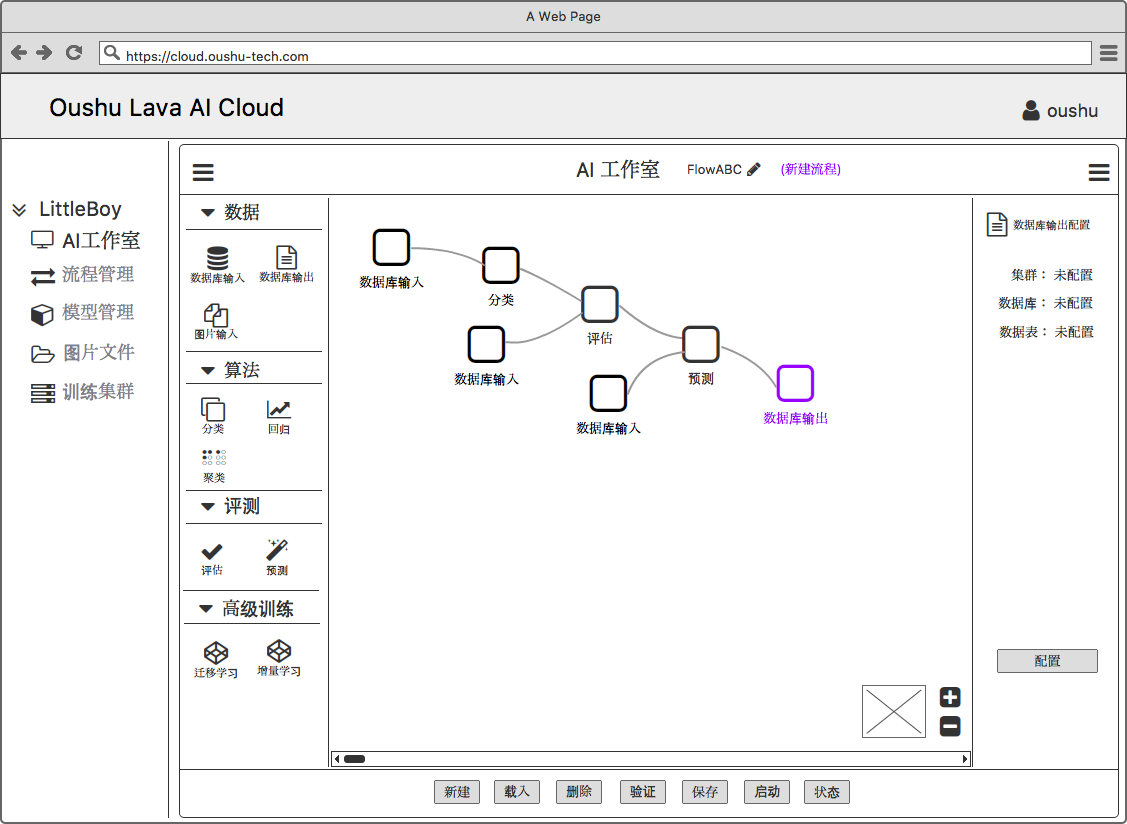 A Web Page
https://cloud.oushu-tech.com
Oushu Lava AI Cloud
oushu
LittleBoy
AI工作室
流程管理
模型管理
图片文件
训练集群
AI 工作室
FlowABC
(新建流程)
数据
数据库输入
数据库输出
图片输入
算法
分类
回归
聚类
评测
评估
预测
高级训练
迁移学习
增量学习
数据库输入
分类
评估
数据库输入
预测
数据库输入
数据库输出
数据库输出配置
集群： 未配置
数据库： 未配置
数据表： 未配置
配置
新建
载入
删除
验证
保存
启动
状态